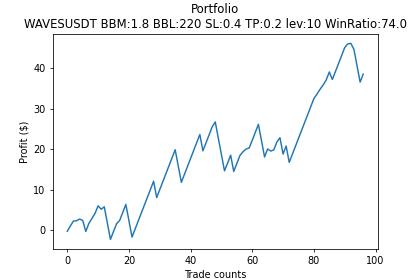 Portfolio
WAVESUSDT BBM:1.8 BBL:220 SL:0.4 TP:0.2 lev:10 WinRatio:74.0
Profit ($)
40
30
20
10
0
0 20 40 60 80 100
Trade counts